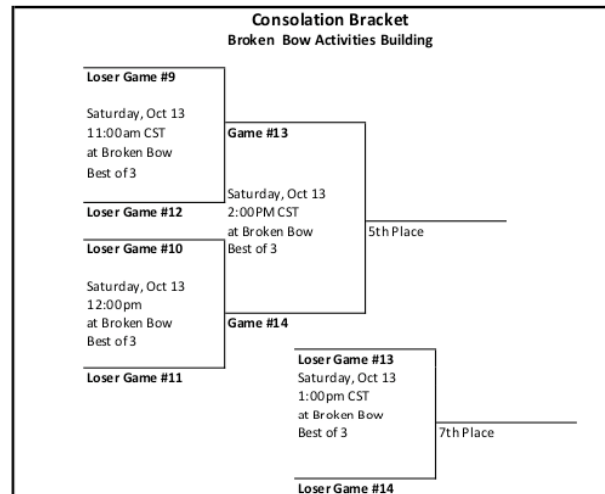 Consolation Bracket
Broken Bow Activities Building
Loser Game #9
Saturday, Oct 13
11:00am CST
at Broken Bow
Best of 3
Loser Game #12
Game #13
Saturday, Oct 13
2:00PM CST
at Broken Bow
Best of 3
5th Place
Loser Game #10
Saturday, Oct 13
12:00pm
at Broken Bow
Best of 3
Loser Game #11
Game #14
Loser Game #13
Saturday, Oct 13
1:00pm CST
at Broken Bow
Best of 3
7th Place
Loser Game #14